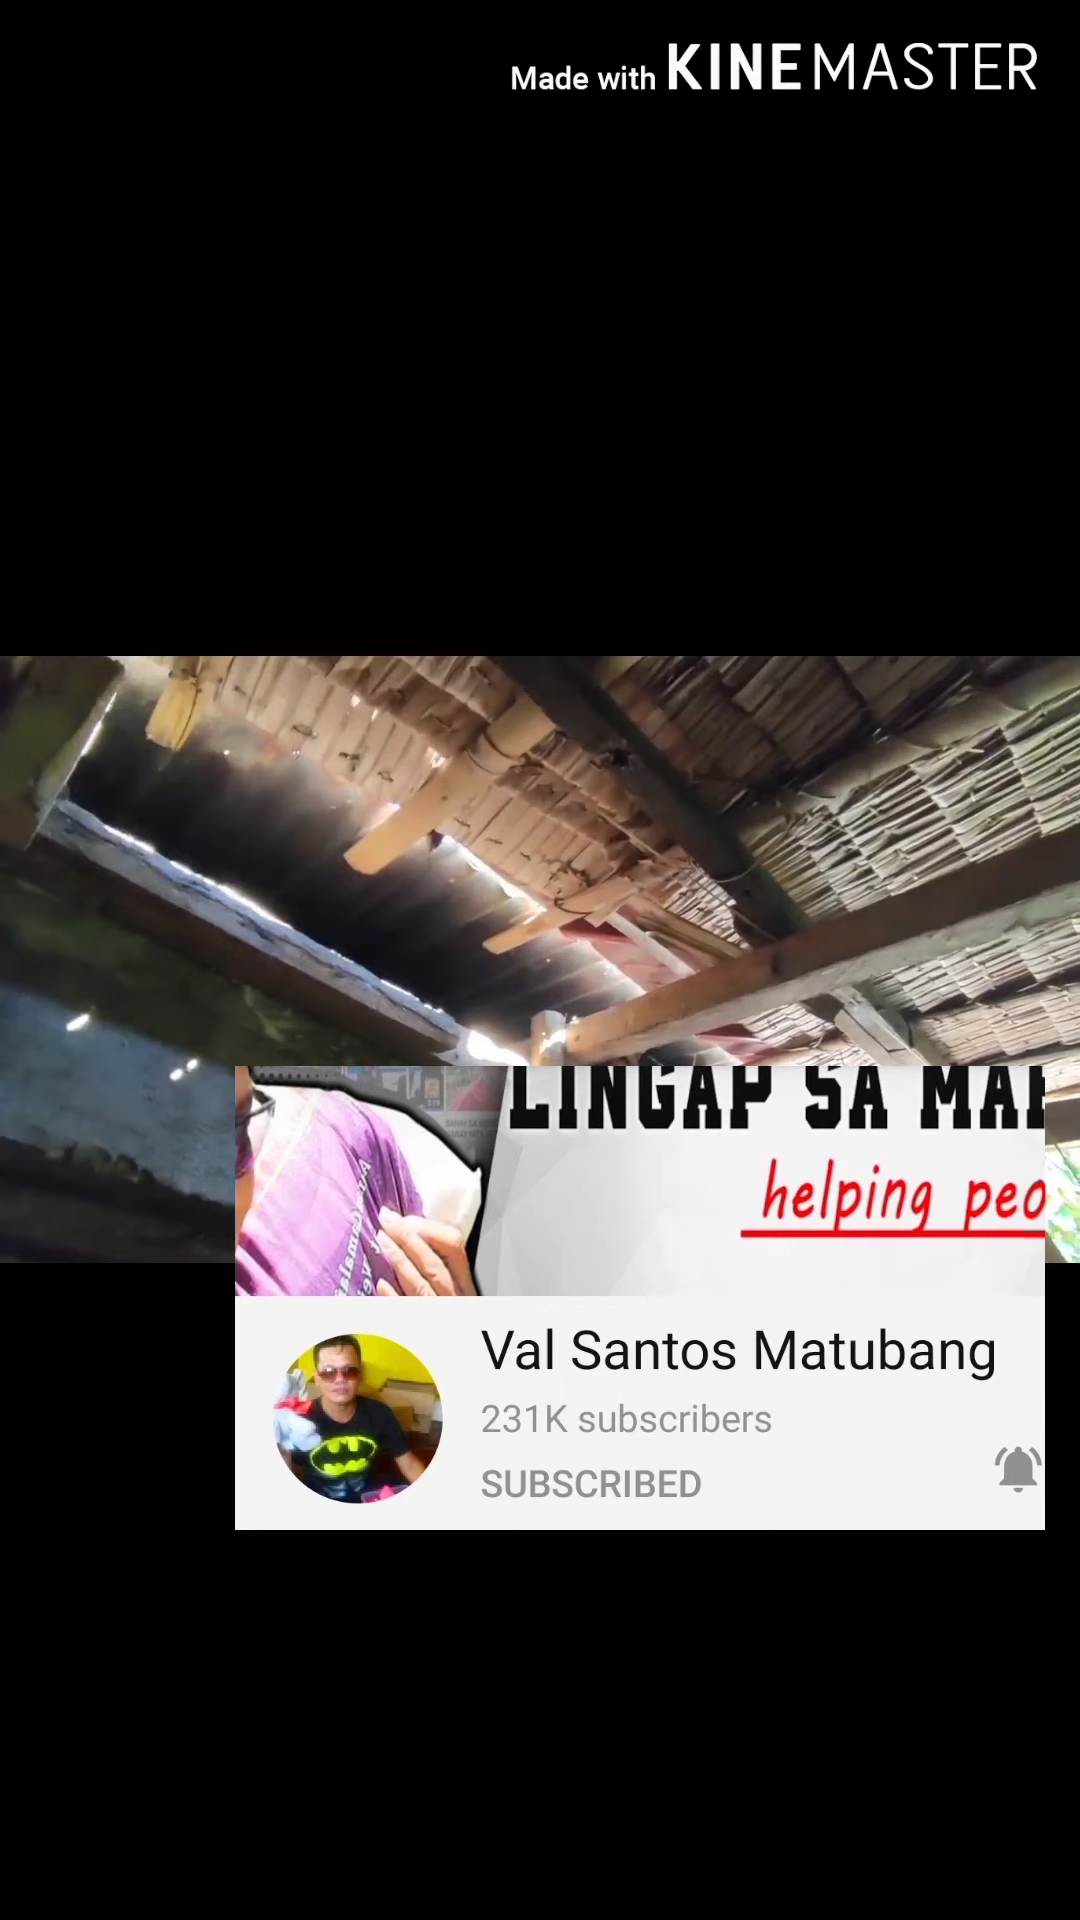 Made with KINEMASTER
LINGAP SA MA
helping peo
Val Santos Matubang
231K subscribers
SUBSCRIBED